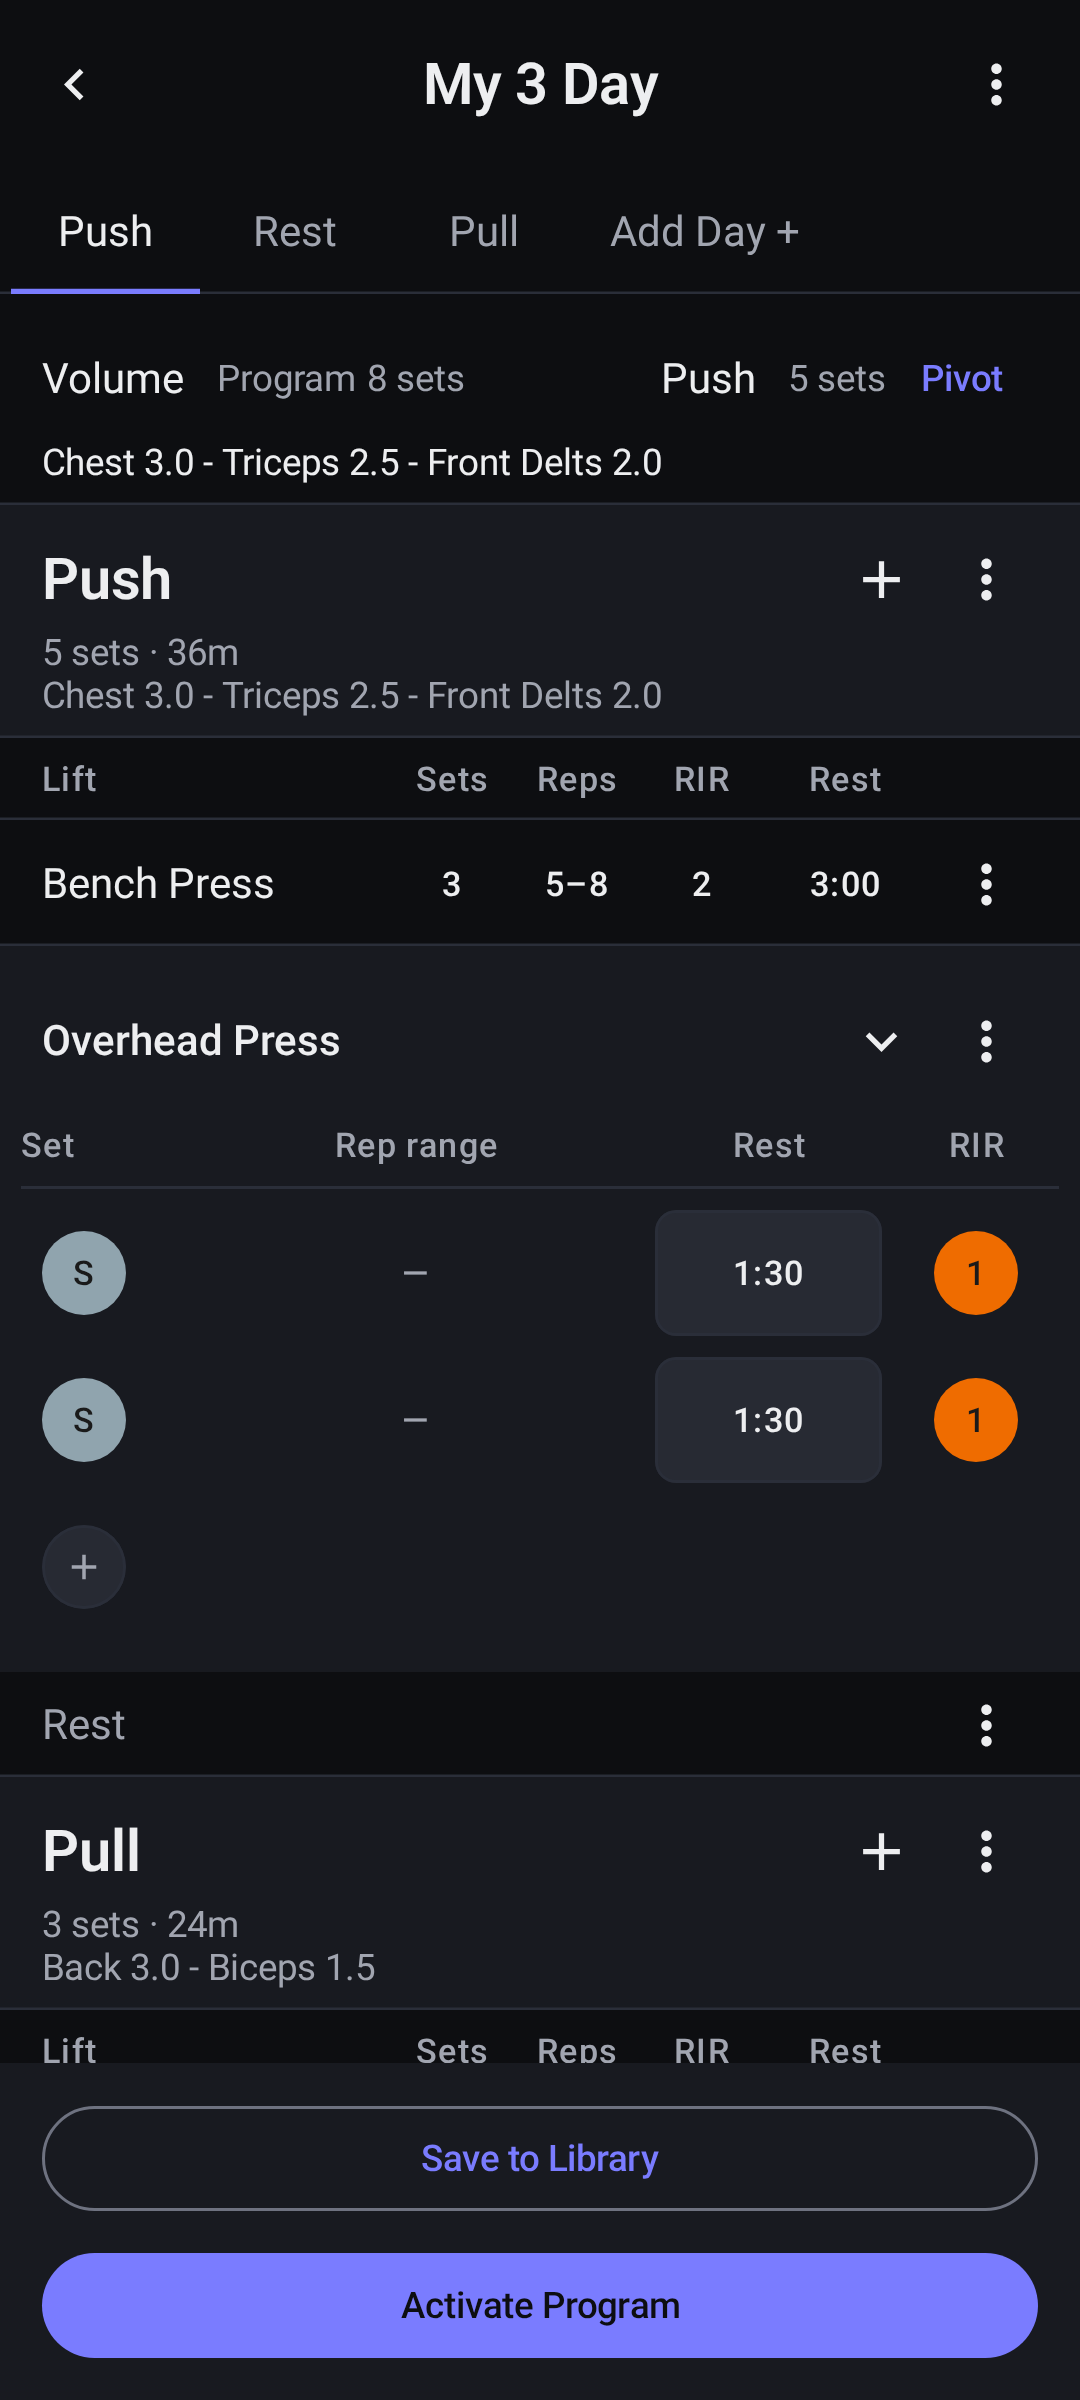 My 3 Day
Push Rest Pull Add Day +
Volume Program 8 sets Push 5 sets Pivot
Chest 3.0 - Triceps 2.5 - Front Delts 2.0
Push
5 sets · 36m
Chest 3.0 - Triceps 2.5 - Front Delts 2.0
Lift Sets Reps RIR Rest
Bench Press 3 5–8 2 3:00
Overhead Press
Set Rep range Rest RIR
S – 1:30 1
S – 1:30 1
+
Rest
Pull
3 sets · 24m
Back 3.0 - Biceps 1.5
Lift Sets Reps RIR Rest
Save to Library
Activate Program